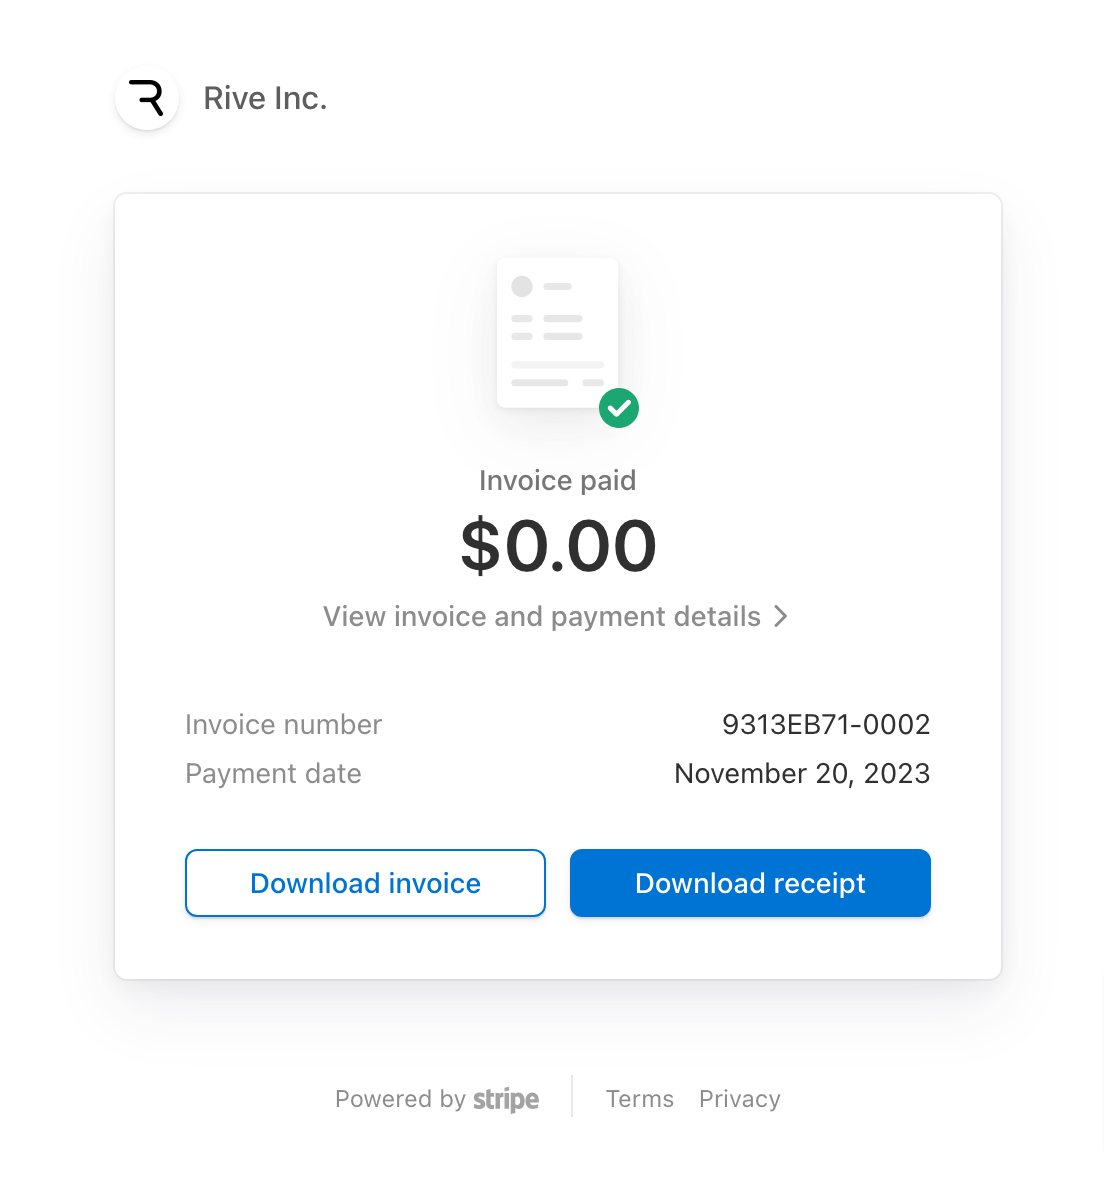 Rive Inc.
Invoice paid
$0.00
View invoice and payment details
Invoice number 9313EB71-0002
Payment date November 20, 2023
Download invoice Download receipt
Powered by stripe Terms Privacy